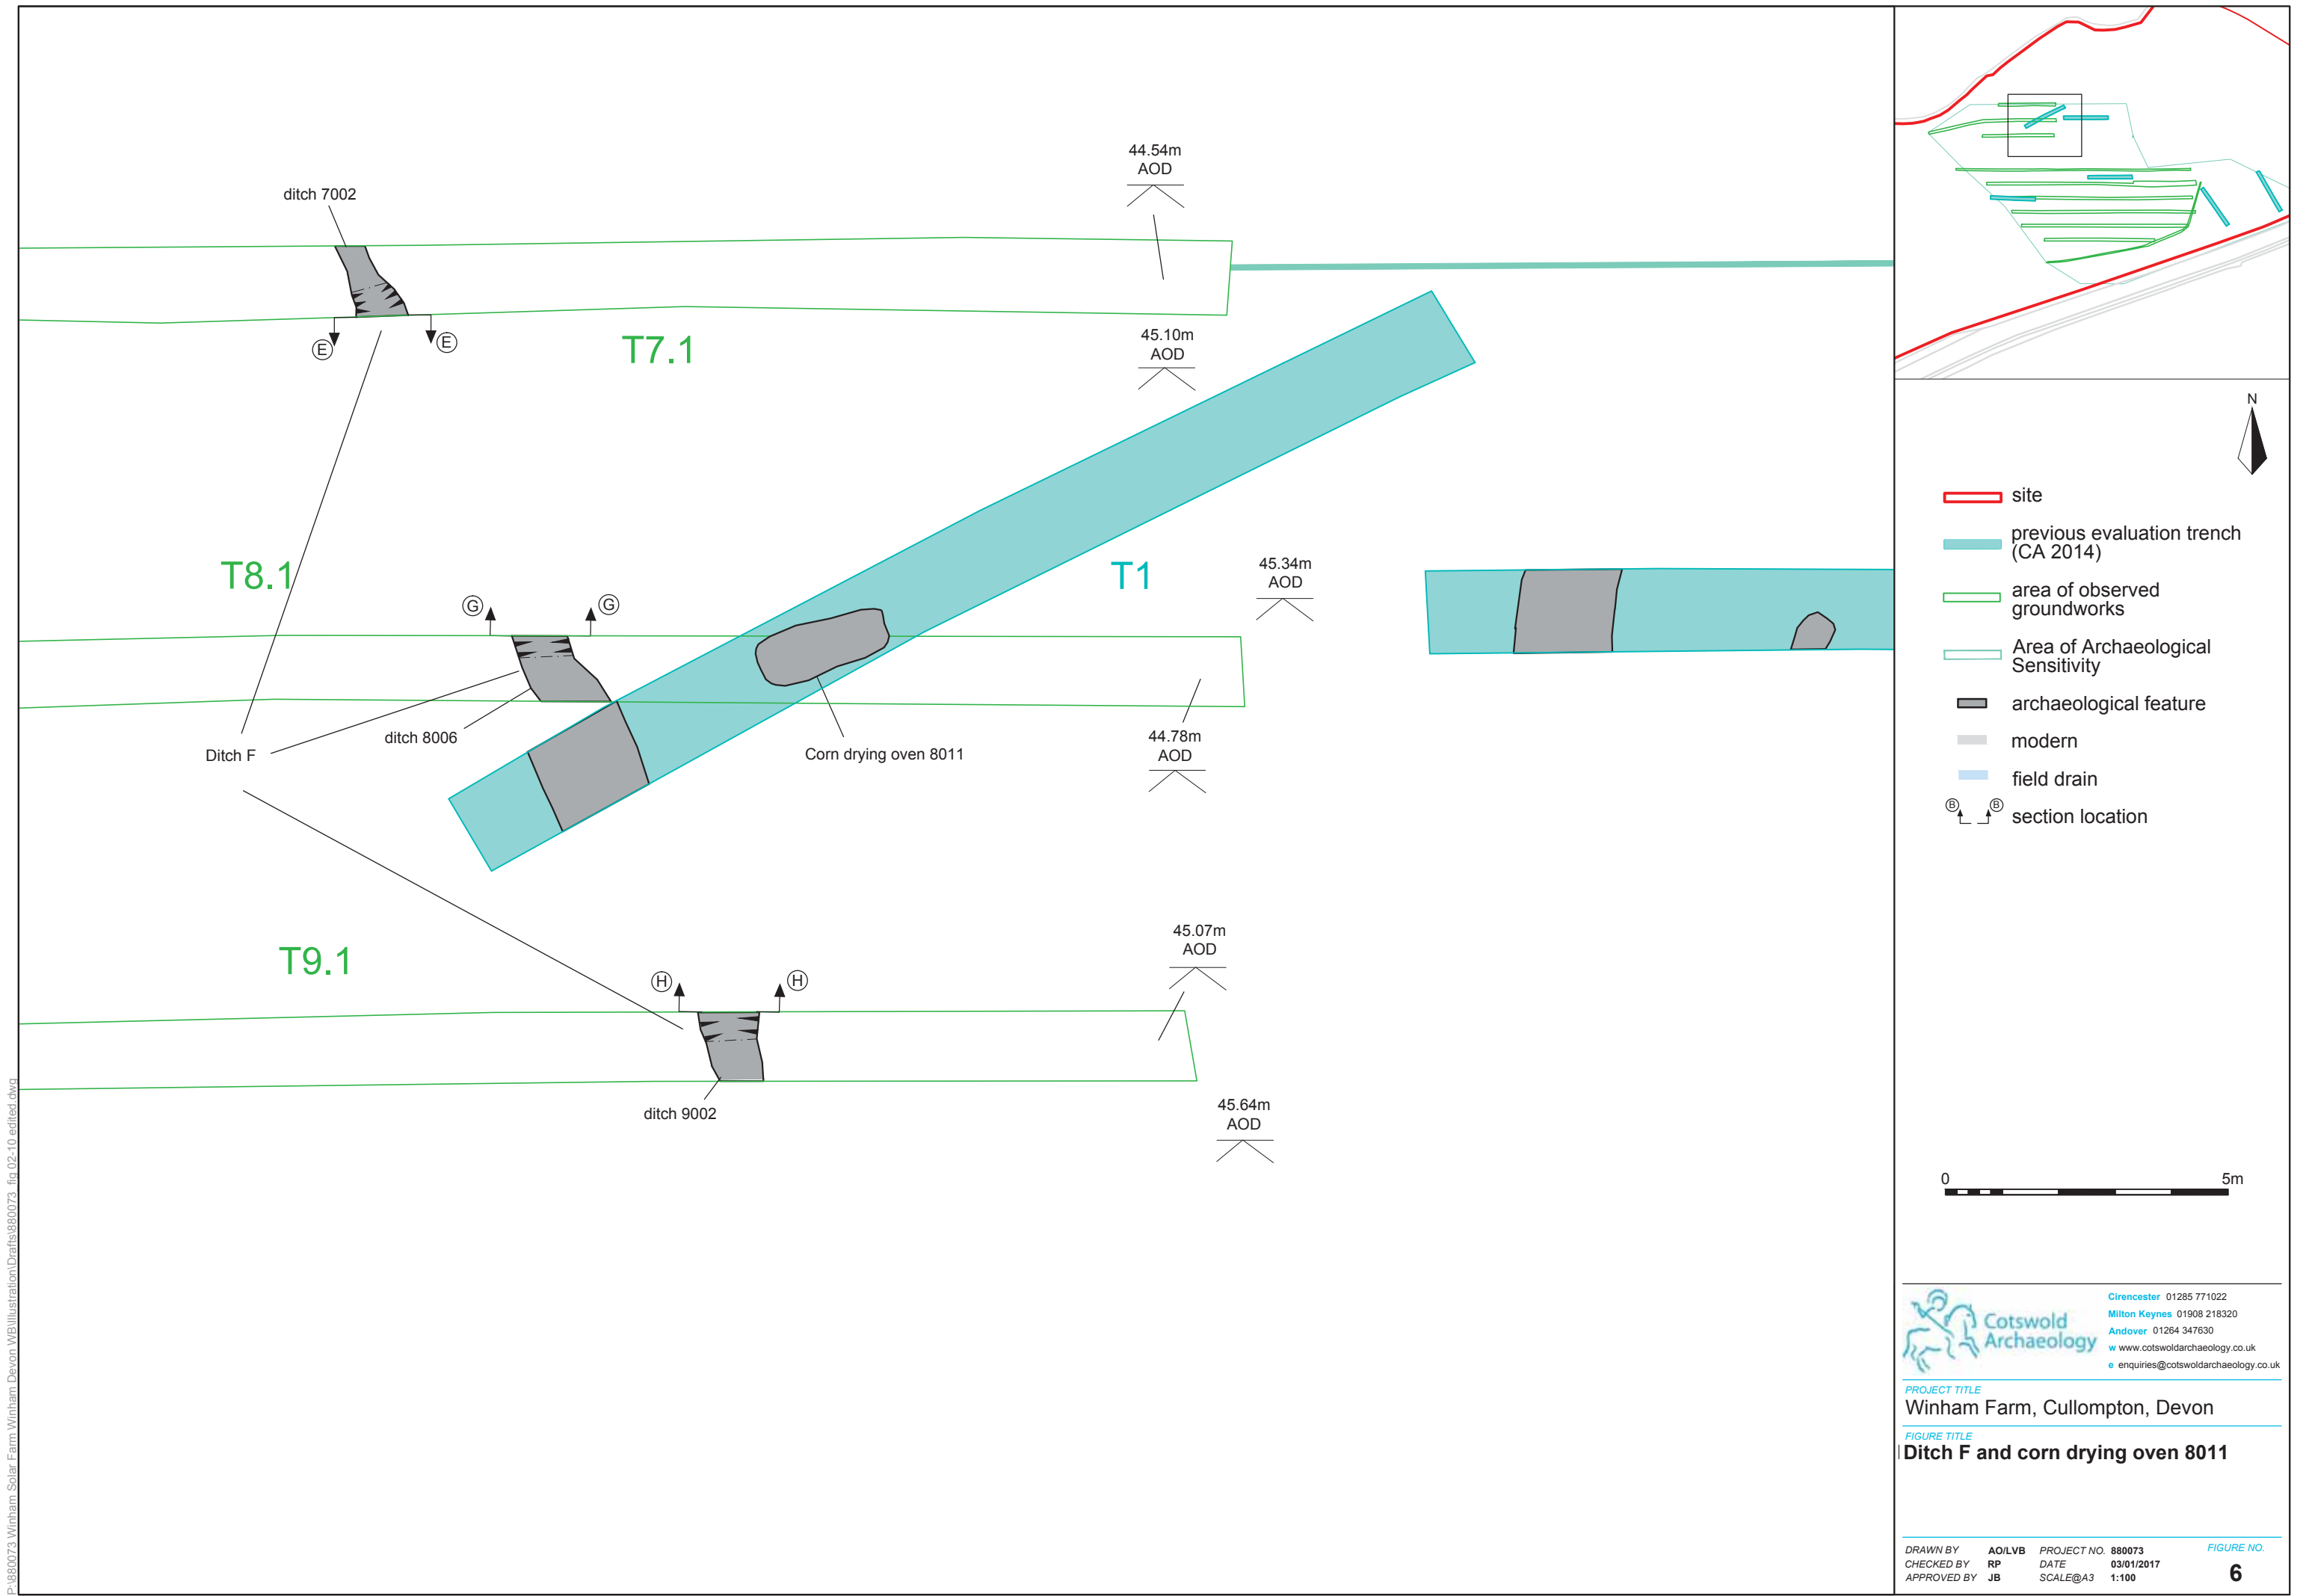 44.54m
AOD
ditch 7002
E
E
T7.1
45.10m
AOD
T8.1
G
G
T1
45.34m
AOD
Ditch F
ditch 8006
Corn drying oven 8011
44.78m
AOD
T9.1
H
H
45.07m
AOD
ditch 9002
45.64m
AOD
P:\880073 Winham Solar Farm Winham Devon WB\Illustration\Drafts\880073_fig 02-10 edited.dwg
N
site
previous evaluation trench
(CA 2014)
area of observed
groundworks
Area of Archaeological
Sensitivity
archaeological feature
modern
field drain
B
B
section location
0
5m
Cotswold
Archaeology
Cirencester 01285 771022
Milton Keynes 01908 218320
Andover 01264 347630
w www.cotswoldarchaeology.co.uk
e enquiries@cotswoldarchaeology.co.uk
PROJECT TITLE
Winham Farm, Cullompton, Devon
FIGURE TITLE
Ditch F and corn drying oven 8011
DRAWN BY AO/LVB PROJECT NO. 880073 FIGURE NO.
CHECKED BY RP DATE 03/01/2017
APPROVED BY JB SCALE@A3 1:100
6